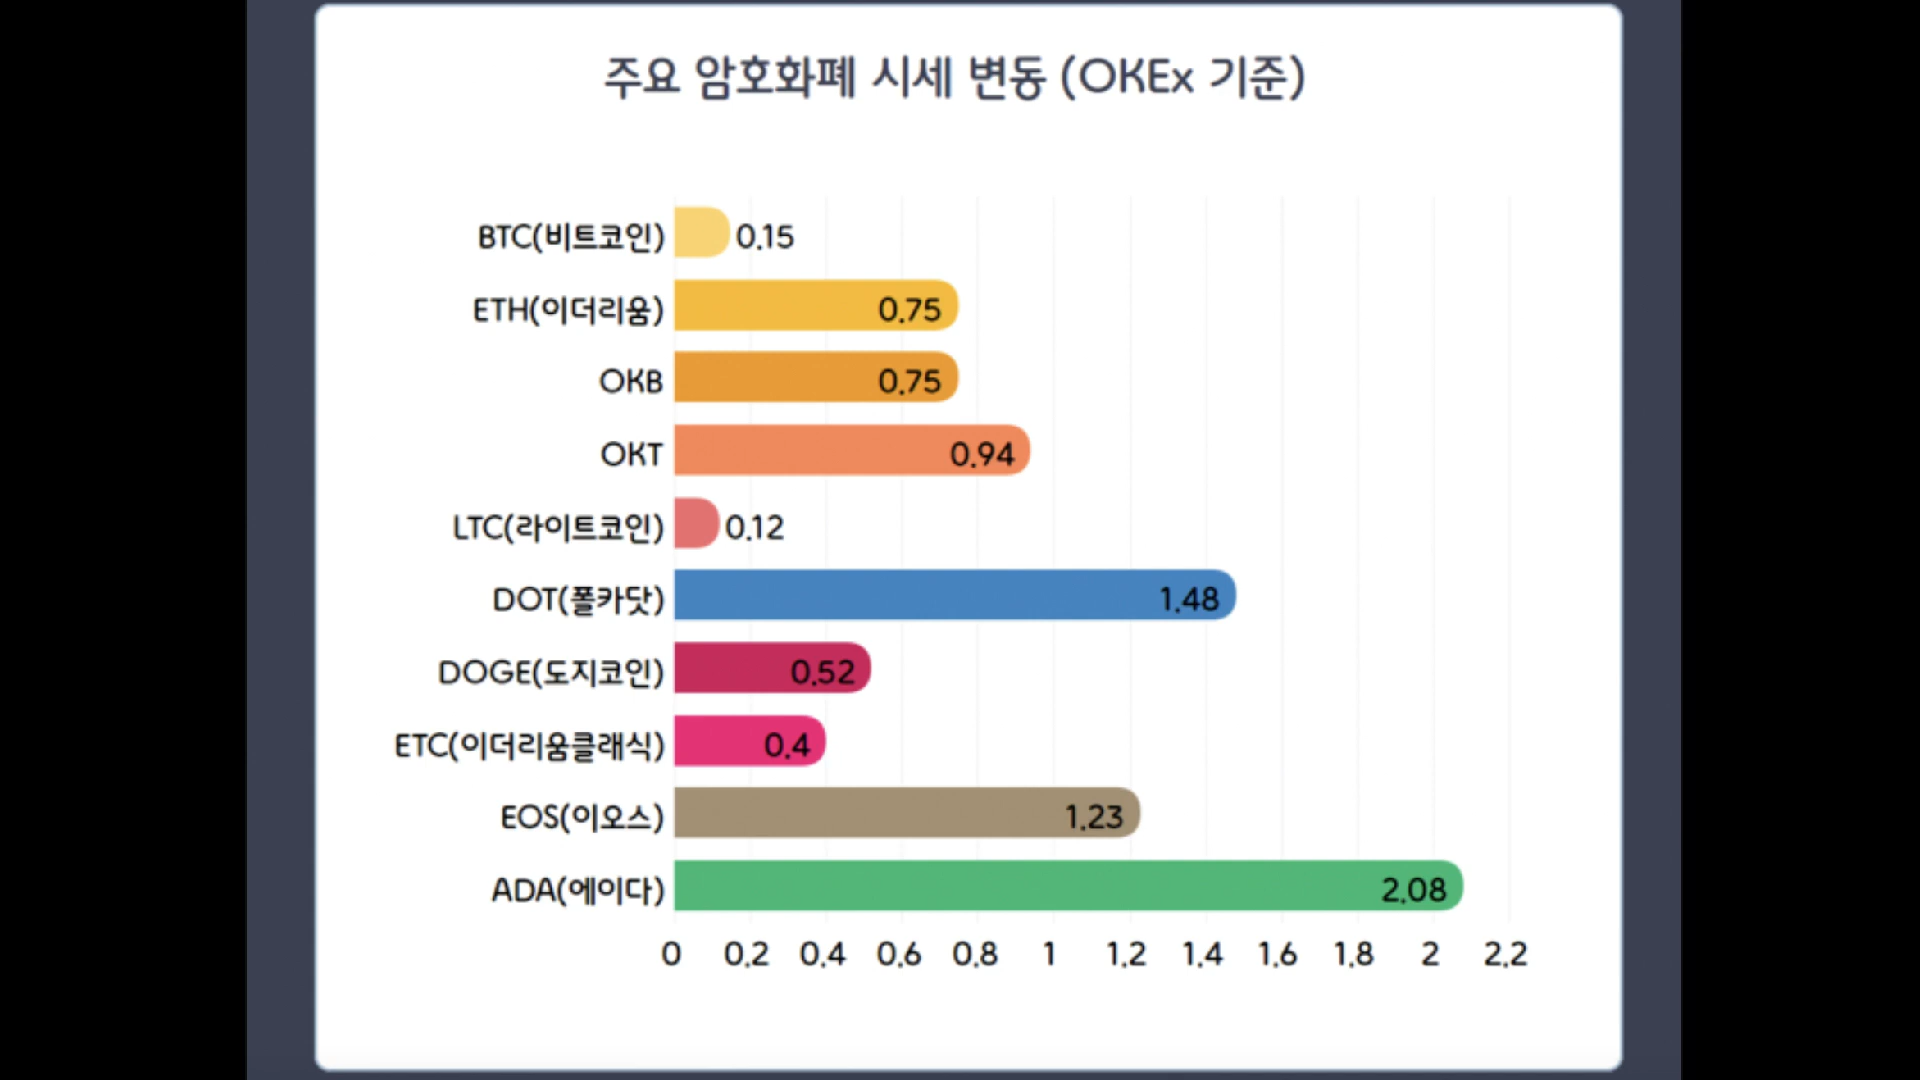 주요 암호화폐 시세 변동 (OKEx 기준)
BTC(비트코인) 0.15
ETH(이더리움) 0.75
OKB 0.75
OKT 0.94
LTC(라이트코인) 0.12
DOT(폴카닷) 1.48
DOGE(도지코인) 0.52
ETC(이더리움클래식) 0.4
EOS(이오스) 1.23
ADA(에이다) 2.08
0 0.2 0.4 0.6 0.8 1 1.2 1.4 1.6 1.8 2 2.2